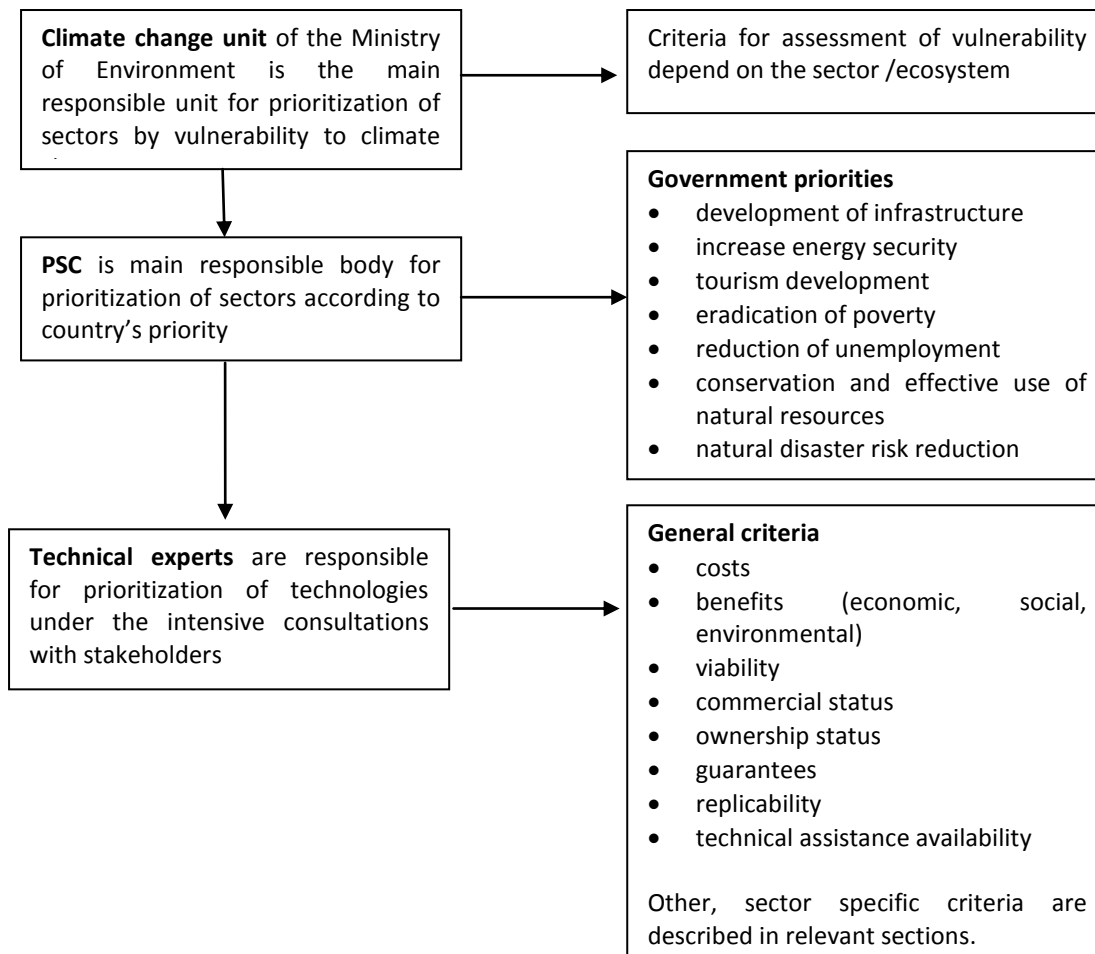 Climate change unit of the Ministry
of Environment is the main
responsible unit for prioritization of
sectors by vulnerability to climate
Criteria for assessment of vulnerability
depend on the sector /ecosystem
PSC is main responsible body for
prioritization of sectors according to
country's priority
Government priorities
• development of infrastructure
• increase energy security
• tourism development
• eradication of poverty
• reduction of unemployment
• conservation and effective use of
natural resources
• natural disaster risk reduction
Technical experts are responsible
for prioritization of technologies
under the intensive consultations
with stakeholders
General criteria
• costs
• benefits (economic, social,
environmental)
• viability
• commercial status
• ownership status
• guarantees
• replicability
• technical assistance availability
Other, sector specific criteria are
described in relevant sections.